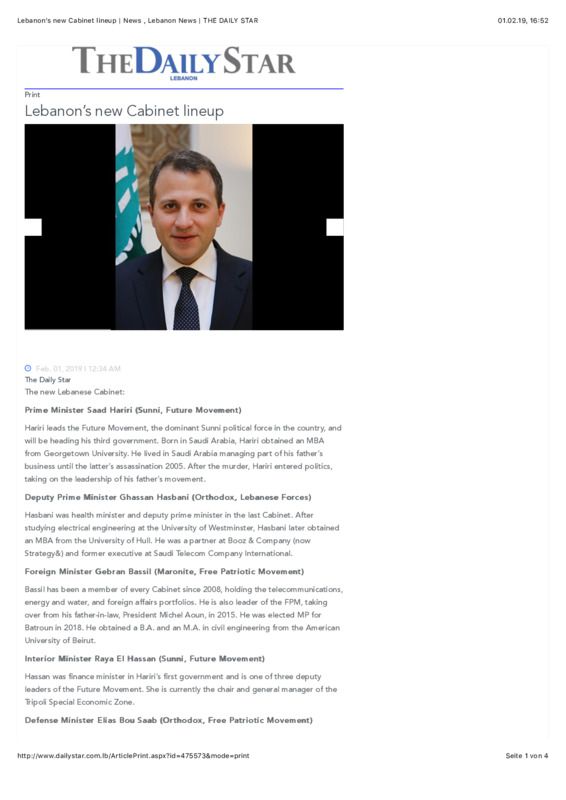 Lebanon's new Cabinet lineup | News , Lebanon News | THE DAILY STAR
01.02.19, 16:52
THE DAILY STAR
LEBANON
Print
Lebanon's new Cabinet lineup
Feb. 01, 2019 | 12:34 AM
The Daily Star
The new Lebanese Cabinet:
Prime Minister Saad Hariri (Sunni, Future Movement)
Hariri leads the Future Movement, the dominant Sunni political force in the country, and
will be heading his third government. Born in Saudi Arabia, Hariri obtained an MBA
from Georgetown University. He lived in Saudi Arabia managing part of his father's
business until the latter's assassination 2005. After the murder, Hariri entered politics,
taking on the leadership of his father's movement.
Deputy Prime Minister Ghassan Hasbani (Orthodox, Lebanese Forces)
Hasbani was health minister and deputy prime minister in the last Cabinet. After
studying electrical engineering at the University of Westminster, Hasbani later obtained
an MBA from the University of Hull. He was a partner at Booz & Company (now
Strategy&) and former executive at Saudi Telecom Company International.
Foreign Minister Gebran Bassil (Maronite, Free Patriotic Movement)
Bassil has been a member of every Cabinet since 2008, holding the telecommunications,
energy and water, and foreign affairs portfolios. He is also leader of the FPM, taking
over from his father-in-law, President Michel Aoun, in 2015. He was elected MP for
Batroun in 2018. He obtained a B.A. and an M.A. in civil engineering from the American
University of Beirut.
Interior Minister Raya El Hassan (Sunni, Future Movement)
Hassan was finance minister in Hariri's first government and is one of three deputy
leaders of the Future Movement. She is currently the chair and general manager of the
Tripoli Special Economic Zone.
Defense Minister Elias Bou Saab (Orthodox, Free Patriotic Movement)
http://www.dailystar.com.lb/ArticlePrint.aspx?id=475573&mode=print
Seite 1 von 4